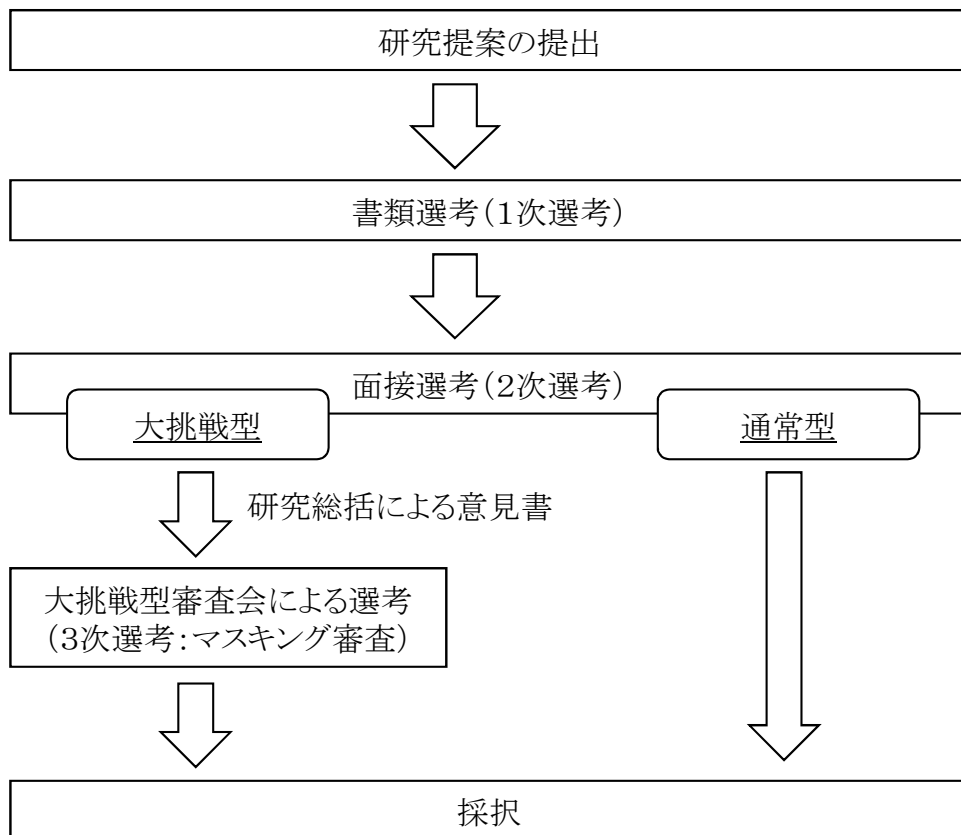 研究提案の提出
書類選考(1次選考)
面接選考(2次選考)
大挑戦型
通常型
研究総括による意見書
大挑戦型審査会による選考
(3次選考:マスキング審査)
採択